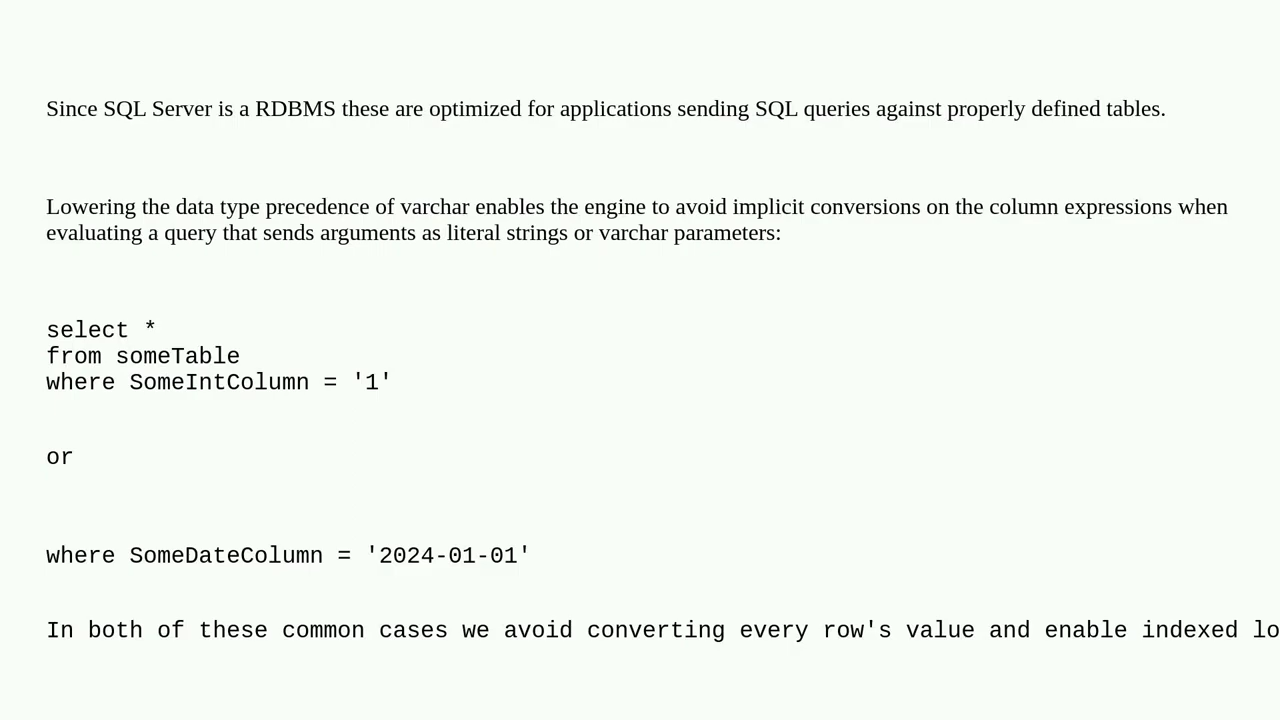 Since SQL Server is a RDBMS these are optimized for applications sending SQL queries against properly defined tables.
Lowering the data type precedence of varchar enables the engine to avoid implicit conversions on the column expressions when
evaluating a query that sends arguments as literal strings or varchar parameters:
select *
from someTable
where SomeIntColumn = '1'
or
where SomeDateColumn = '2024-01-01'
In both of these common cases we avoid converting every row's value and enable indexed